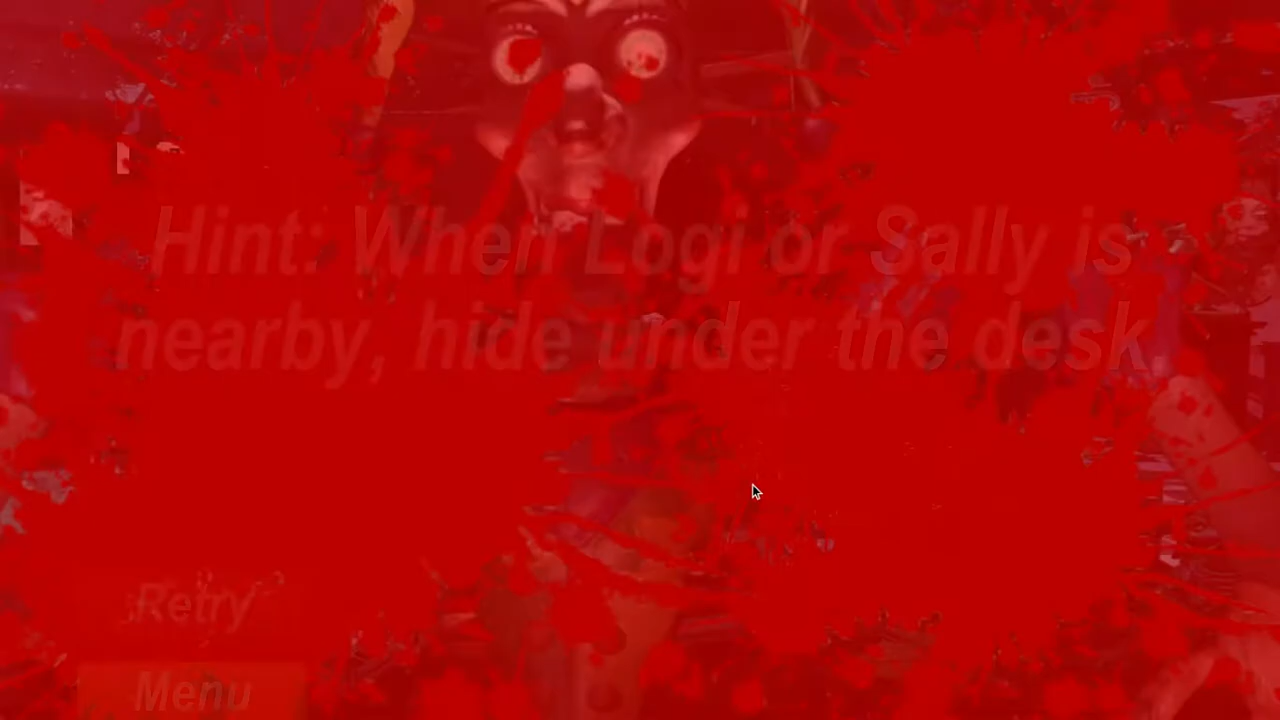 Hint: When Logi or Sally is
nearby, hide under the desk
Retry
Menu